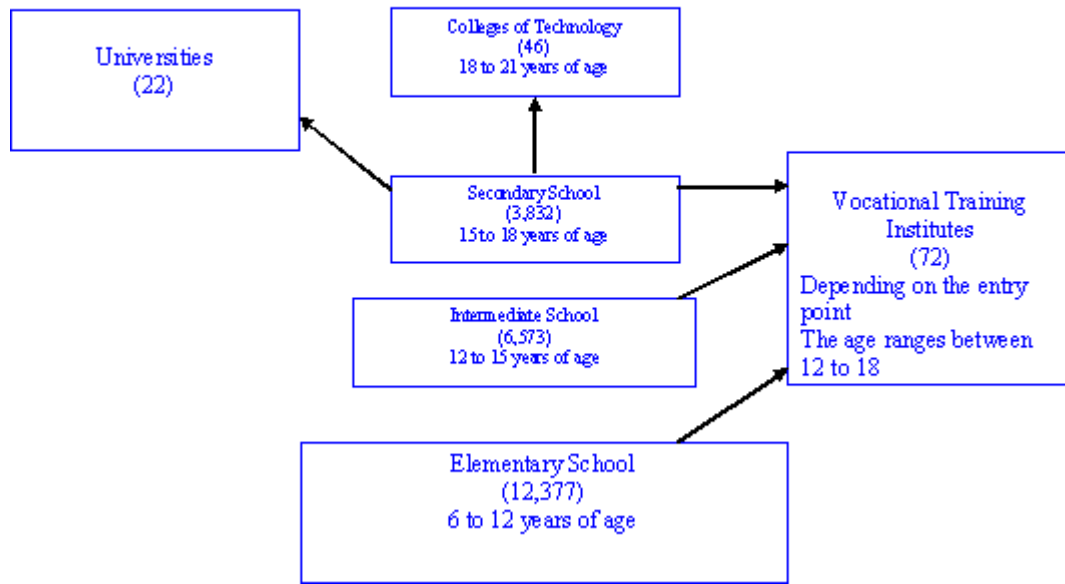 Universities
(22)
Colleges of Technology
(46)
18 to 21 years of age
Secondary School
(3,832)
15 to 18 years of age
Vocational Training
Institutes
(72)
Depending on the entry
point
The age ranges between
12 to 18
Intermediate School
(6,573)
12 to 15 years of age
Elementary School
(12,377)
6 to 12 years of age